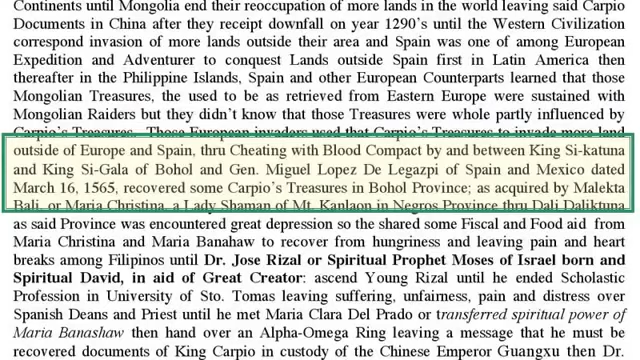 Continents until Mongolia end their reoccupation of more lands in the world leaving said Carpio
Documents in China after they receipt downfall on year 1290's until the Western Civilization
correspond invasion of more lands outside their area and Spain was one of among European
Expedition and Adventurer to conquest Lands outside Spain first in Latin America then
thereafter in the Philippine Islands, Spain and other European Counterparts learned that those
Mongolian Treasures, the used to be as retrieved from Eastern Europe were sustained with
Mongolian Raiders but they didn't know that those Treasures were whole partly influenced by
Carpio's Treasures. Those European invaders used that Carpio's Treasures to invade more land
outside of Europe and Spain, thru Cheating with Blood Compact by and between King Si-katuna
and King Si-Gala of Bohol and Gen. Miguel Lopez De Legazpi of Spain and Mexico dated
March 16, 1565, recovered some Carpio's Treasures in Bohol Province; as acquired by Malekta
Bali, or Maria Christina, a Lady Shaman of Mt. Kanlaon in Negros Province thru Dali Daliktuna
as said Province was encountered great depression so the shared some Fiscal and Food aid from
Maria Christina and Maria Banahaw to recover from hungriness and leaving pain and heart
breaks among Filipinos until Dr. Jose Rizal or Spiritual Prophet Moses of Israel born and
Spiritual David, in aid of Great Creator: ascend Young Rizal until he ended Scholastic
Profession in University of Sto. Tomas leaving suffering, unfairness, pain and distress over
Spanish Deans and Priest until he met Maria Clara Del Prado or transferred spiritual power of
Maria Banashaw then hand over an Alpha-Omega Ring leaving a message that he must be
recovered documents of King Carpio in custody of the Chinese Emperor Guangxu then Dr.